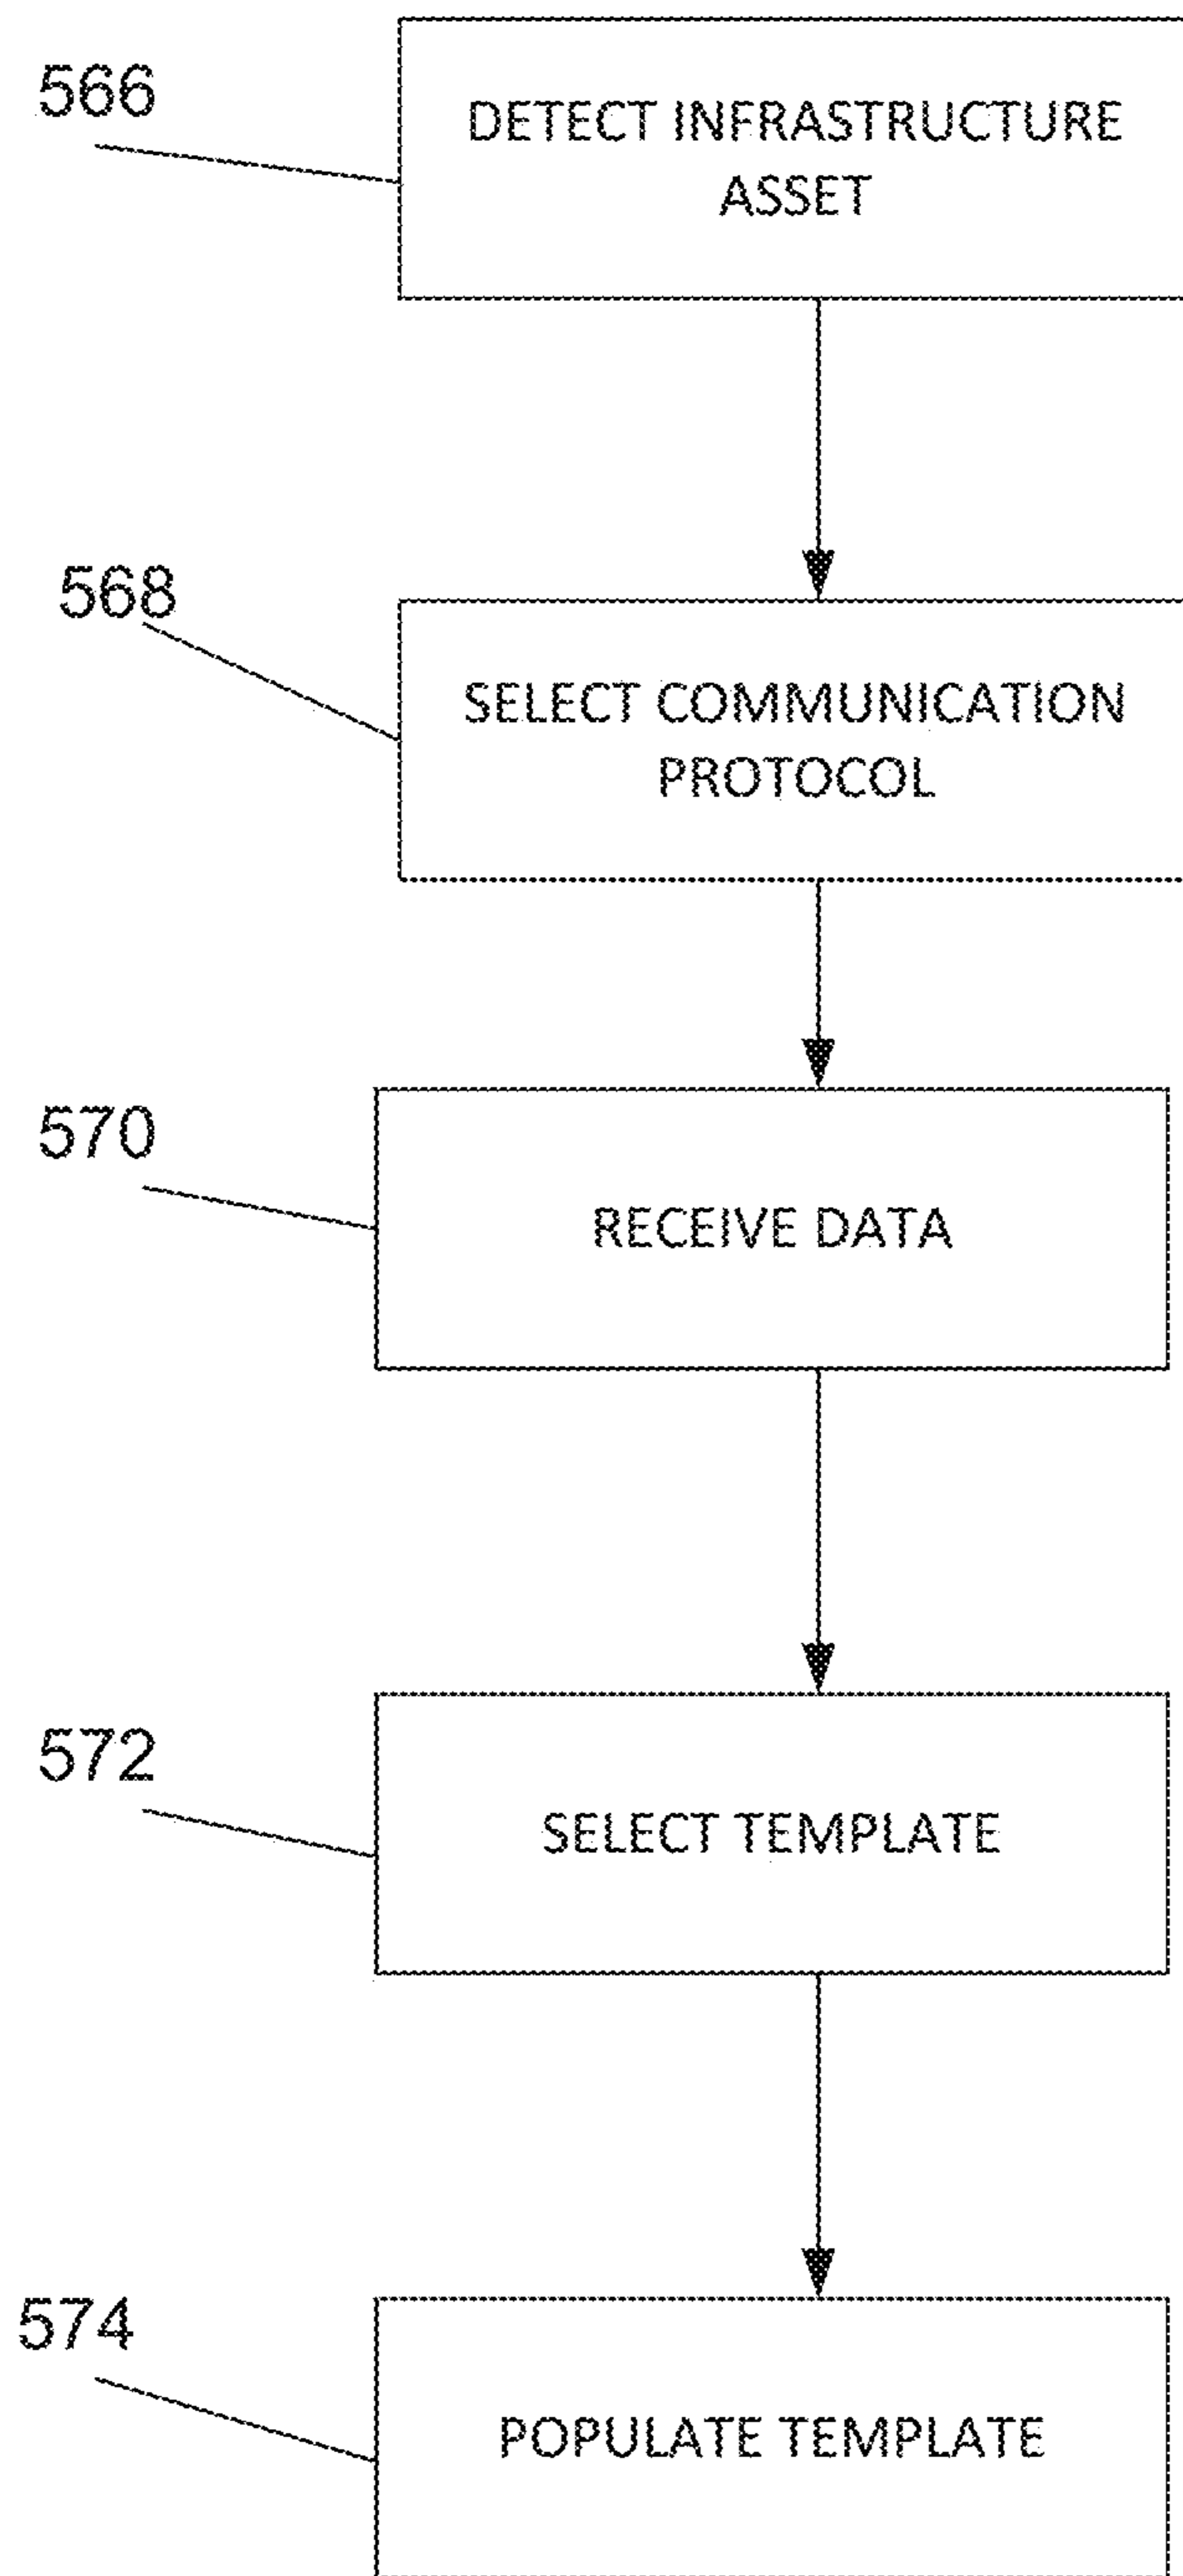 566
DETECT INFRASTRUCTURE
ASSET
568
SELECT COMMUNICATION
PROTOCOL
570
RECEIVE DATA
572
SELECT TEMPLATE
574
POPULATE TEMPLATE